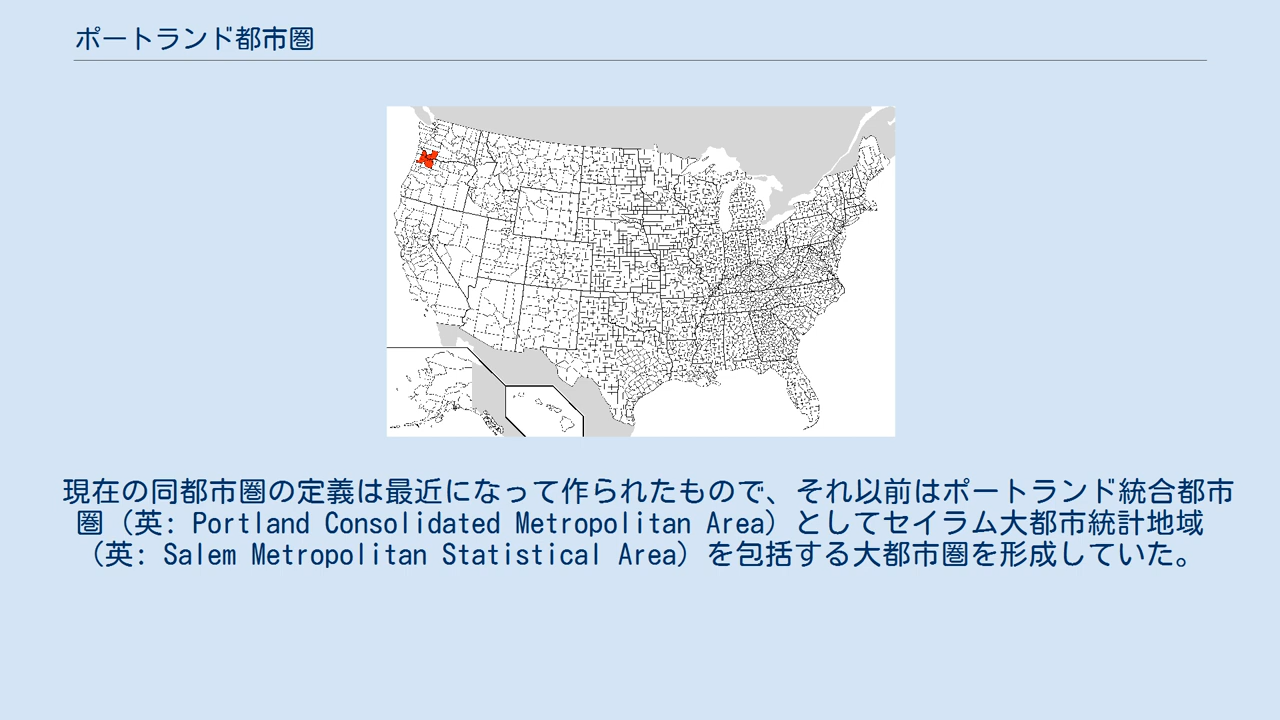 ポートランド都市圏
現在の同都市圏の定義は最近になって作られたもので、それ以前はポートランド統合都市
圏（英: Portland Consolidated Metropolitan Area）としてセイラム大都市統計地域
（英: Salem Metropolitan Statistical Area）を包括する大都市圏を形成していた。